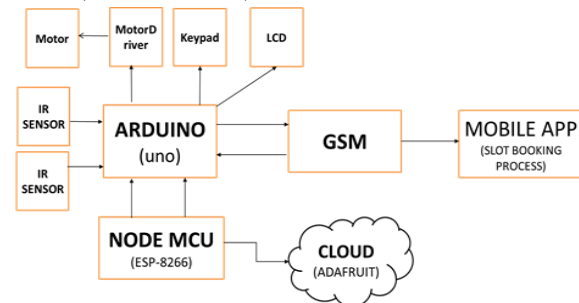 Motor
MotorD
river
Keypad
LCD
IR
SENSOR
ARDUINO
(uno)
GSM
MOBILE APP
(SLOT BOOKING
PROCESS)
IR
SENSOR
NODE MCU
(ESP-8266)
CLOUD
(ADAFRUIT)